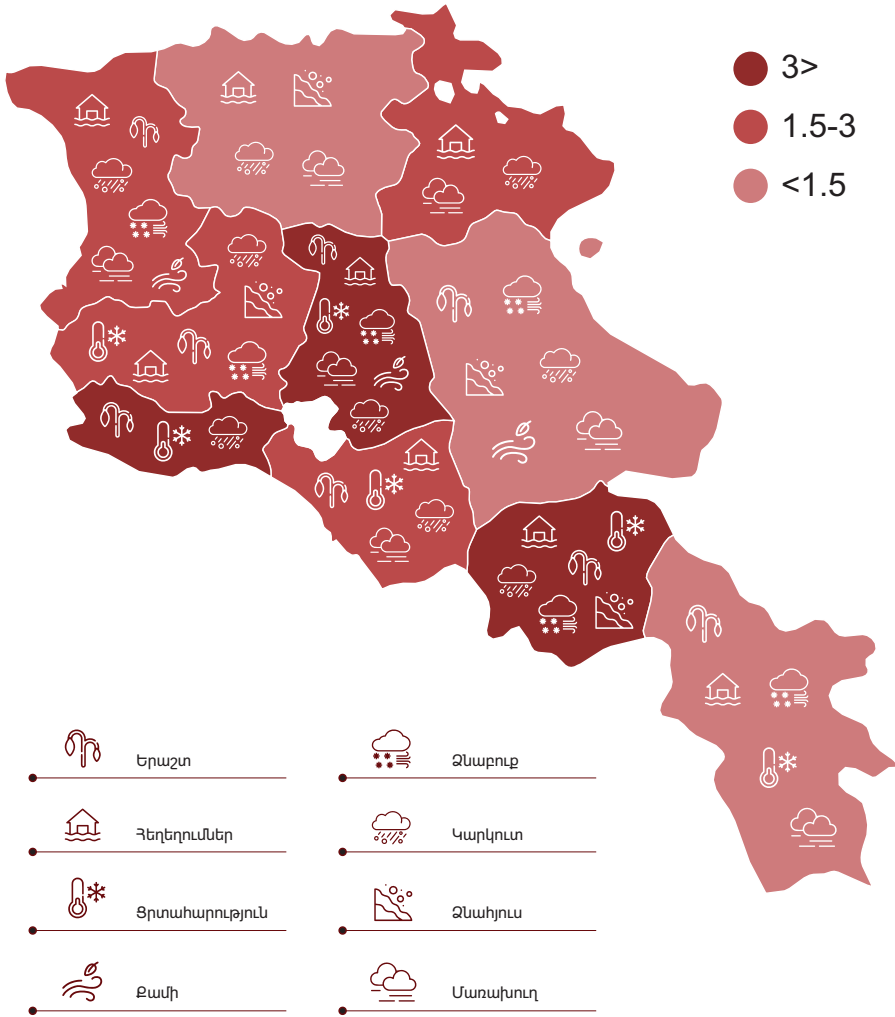 3>
1.5-3
<1.5
Երաշտ
Ձնաբուք
Հեղեղումներ
Կարկուտ
Ցրտահարություն
Ձնահյուս
Քամի
Մառախուղ